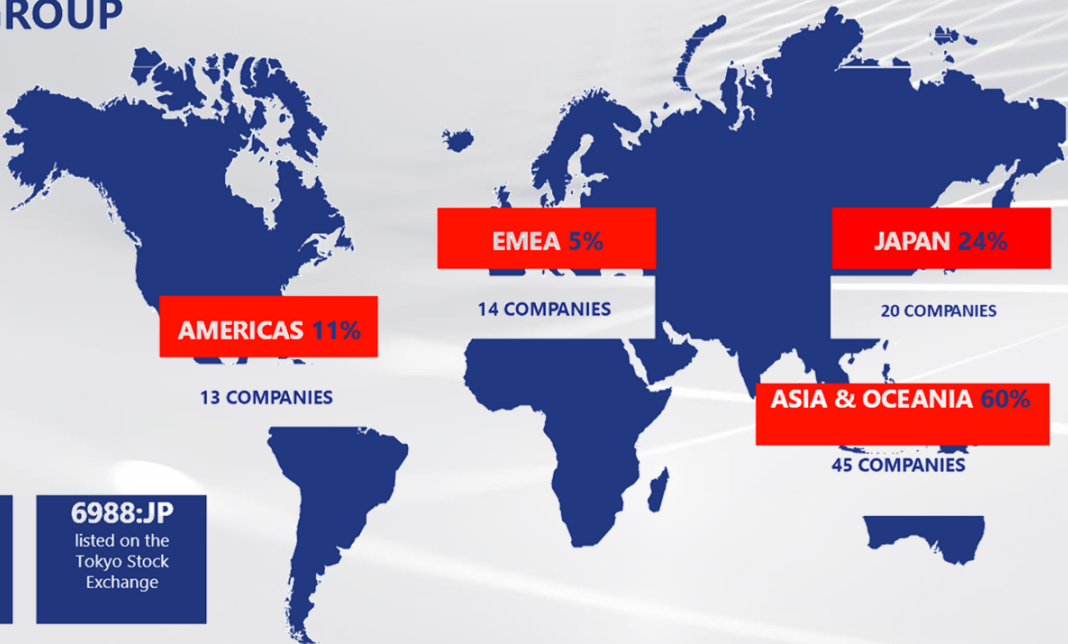 GROUP
EMEA 5%
JAPAN 24%
14 COMPANIES
20 COMPANIES
AMERICAS 11%
13 COMPANIES
ASIA & OCEANIA 60%
45 COMPANIES
6988:JP
listed on the
Tokyo Stock
Exchange